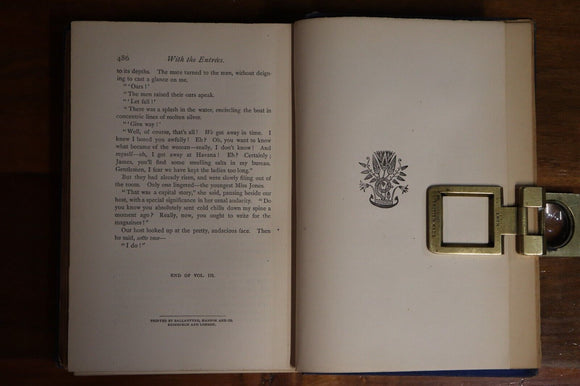 486 With the Entrées.
to its depths. The mate turned to the man, without deign-
ing to cast a glance on me.
"'Oars!'
"The men raised their oars apeak.
"'Let fall!'
"There was a splash in the water, encircling the boat in
concentric lines of molten silver.
"'Give way!'
"Well, of course, that's all! We got away in time. I
knew I bored you awfully! Eh? Oh, you want to know
what became of the woman—really, I don't know! And
myself—oh, I got away at Havana! Eh? Certainly;
James, you'll find some smelling salts in my bureau.
Gentlemen, I fear we have kept the ladies too long."
But they had already risen, and were slowly filing out
of the room. Only one lingered—the youngest Miss Jones.
"That was a capital story," she said, pausing beside our
host, with a special significance in her usual audacity. "Do
you know you absolutely sent cold chills down my spine a
moment ago? Really, now, you ought to write for the
magazines!"
Our host looked up at the pretty, audacious face. Then
he said, sotto voce—
"I do!"
END OF VOL. III.
PRINTED BY BALLANTYNE, HANSON AND CO.
EDINBURGH AND LONDON.